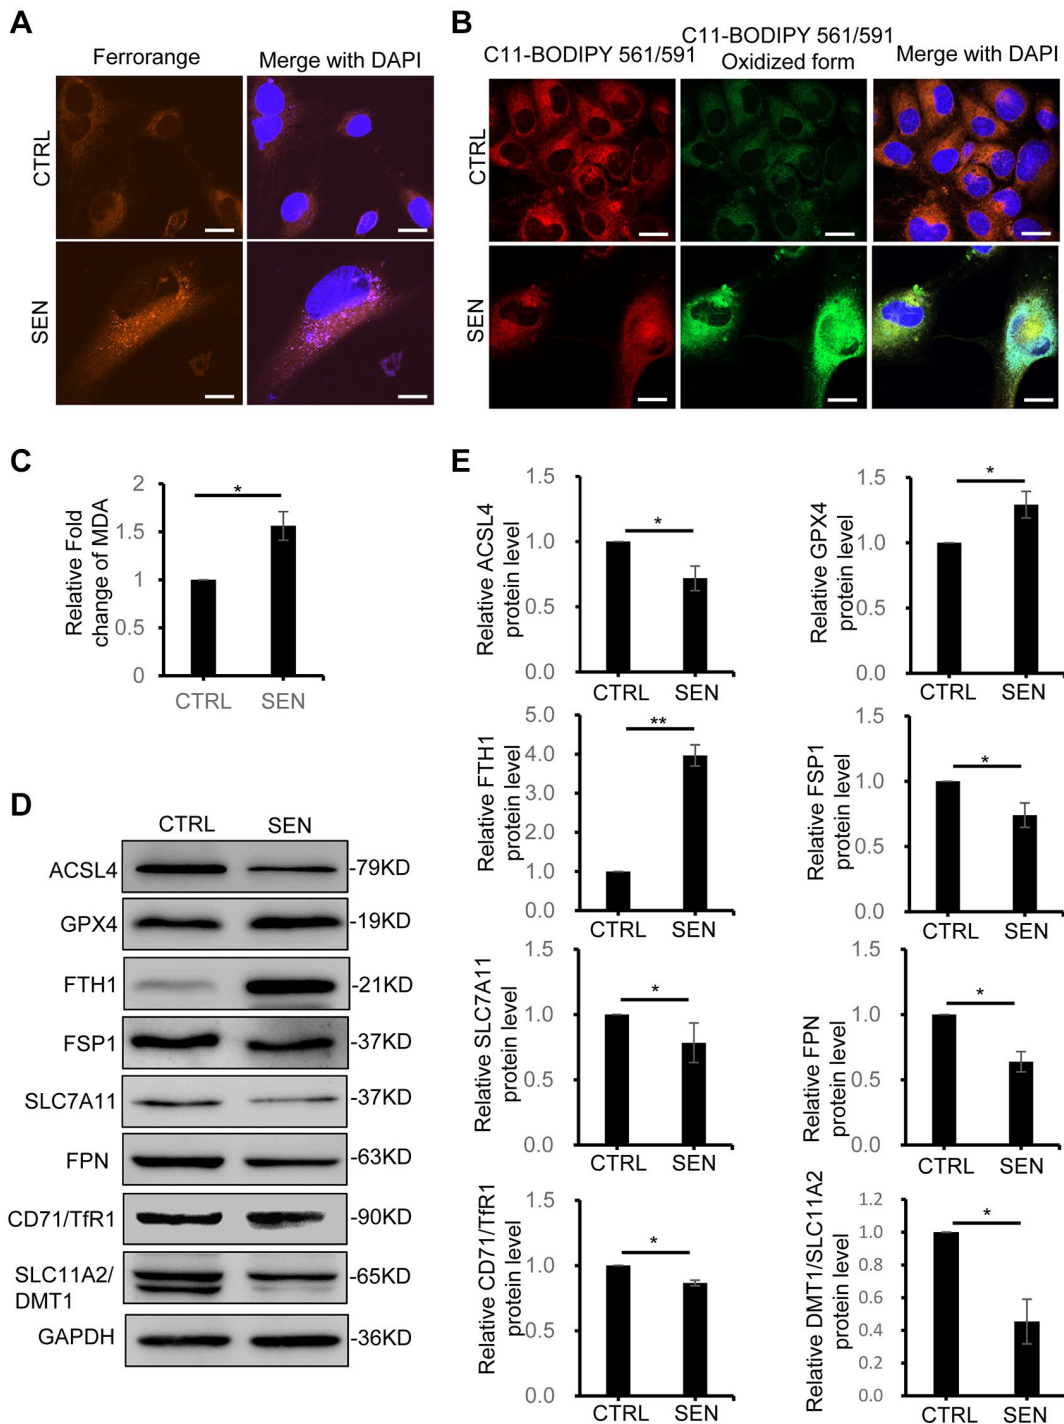 A
Ferrorange
Merge with DAPI
CTRL
SEN
B
C11-BODIPY 561/591
C11-BODIPY 561/591
Oxidized form
Merge with DAPI
CTRL
SEN
C
Relative Fold
change of MDA
2
1.5
1
0.5
0
*
CTRL
SEN
D
CTRL
SEN
ACSL4
-79KD
GPX4
-19KD
FTH1
-21KD
FSP1
-37KD
SLC7A11
-37KD
FPN
-63KD
CD71/TfR1
-90KD
SLC11A2/
DMT1
-65KD
GAPDH
-36KD
E
Relative ACSL4
protein level
1.5
1.0
0.5
0.0
*
CTRL
SEN
Relative GPX4
protein level
1.5
1.0
0.5
0.0
*
CTRL
SEN
Relative FTH1
protein level
5.0
4.0
3.0
2.0
1.0
0.0
**
CTRL
SEN
Relative FSP1
protein level
1.5
1.0
0.5
0.0
*
CTRL
SEN
Relative SLC7A11
protein level
1.5
1.0
0.5
0.0
*
CTRL
SEN
Relative FPN
protein level
1.5
1.0
0.5
0.0
*
CTRL
SEN
Relative CD71/TfR1
protein level
1.5
1.0
0.5
0.0
*
CTRL
SEN
Relative DMT1/SLC11A2
protein level
1.2
1.0
0.8
0.6
0.4
0.2
0.0
*
CTRL
SEN